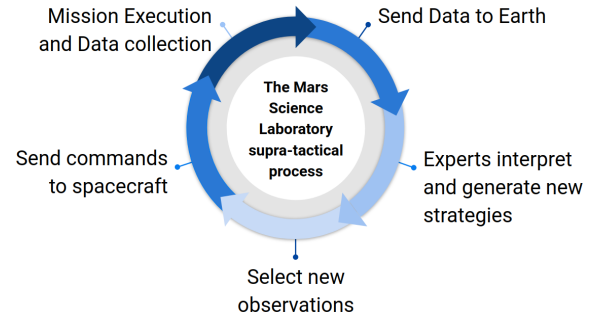 Mission Execution
and Data collection
Send Data to Earth
The Mars
Science
Laboratory
supra-tactical
process
Send commands
to spacecraft
Experts interpret
and generate new
strategies
Select new
observations